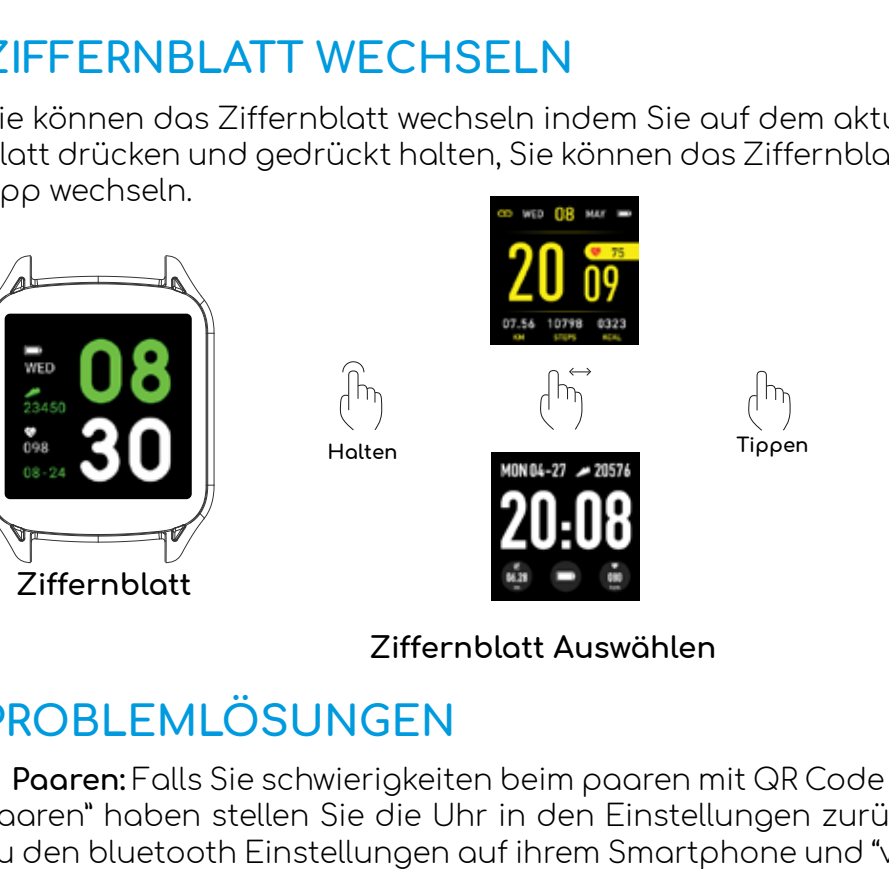 ZIFFERNBLATT WECHSELN
ie können das Ziffernblatt wechseln indem Sie auf dem aktu
latt drücken und gedrückt halten, Sie können das Ziffernbla
pp wechseln.
WED 08 MAY
75
20 09
07.56 10798 0323
KM STEPS KCAL
WED
08
23450
098
30
08-24
Halten
Tippen
MON 04-27 20576
20:08
06.28
080
Ziffernblatt
Ziffernblatt Auswählen
PROBLEMLÖSUNGEN
Paaren: Falls Sie schwierigkeiten beim paaren mit QR Code
aaren” haben stellen Sie die Uhr in den Einstellungen zurü
u den bluetooth Einstellungen auf ihrem Smartphone und “v